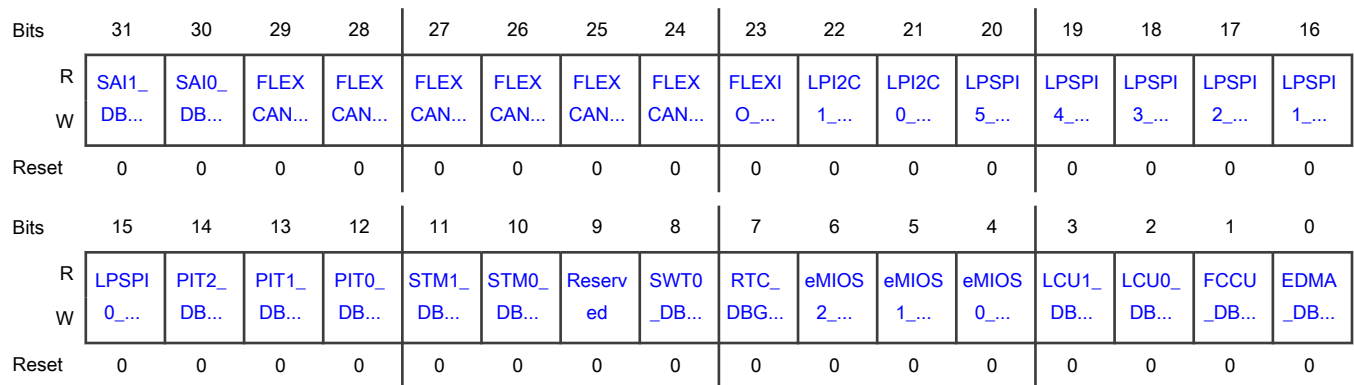 Bits 31 30 29 28 27 26 25 24 23 22 21 20 19 18 17 16
R SAI1_ SAI0_ FLEX FLEX FLEX FLEX FLEX FLEX FLEXI LPI2C LPI2C LPSPI LPSPI LPSPI LPSPI LPSPI
W DB... DB... CAN... CAN... CAN... CAN... CAN... CAN... O_... 1_... 0_... 5_... 4_... 3_... 2_... 1_...
Reset 0 0 0 0 0 0 0 0 0 0 0 0 0 0 0 0
Bits 15 14 13 12 11 10 9 8 7 6 5 4 3 2 1 0
R LPSPI PIT2_ PIT1_ PIT0_ STM1_ STM0_ Reserv SWT0 RTC_ eMIOS eMIOS eMIOS LCU1_ LCU0_ FCCU EDMA
W 0_... DB... DB... DB... DB... DB... ed _DB... DBG... 2_... 1_... 0_... DB... DB... _DB... _DB...
Reset 0 0 0 0 0 0 0 0 0 0 0 0 0 0 0 0